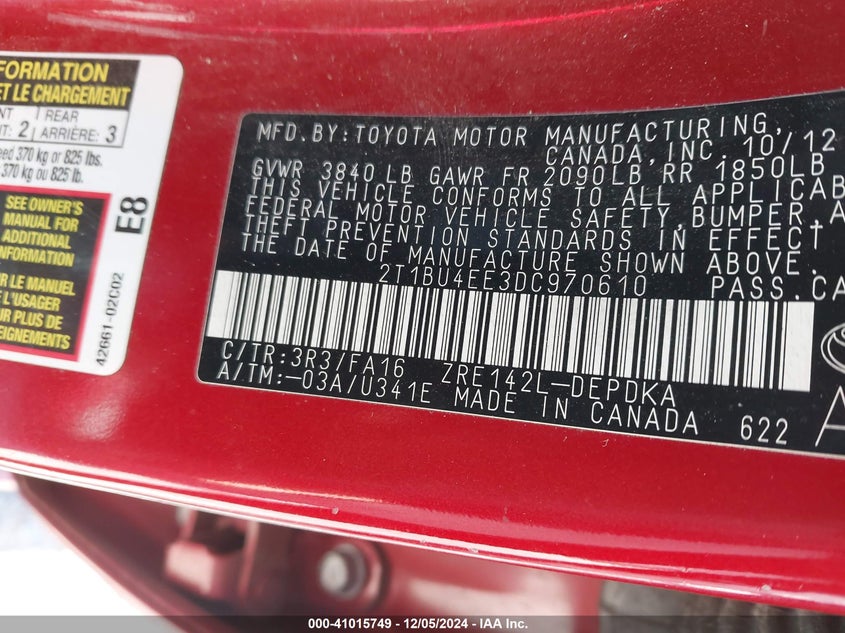 FORMATION
ET LE CHARGEMENT
NT 2 REAR
ARRIÈRE: 3
370 kg or 825 lbs.
370 kg ou 825 lb.
SEE OWNER'S
MANUAL FOR
ADDITIONAL
INFORMATION
LE MANUEL
DE L'USAGER
OUR PLUS DE
SEIGNEMENTS
E8
42661-02C02
MFD.BY:TOYOTA MOTOR MANUFACTURING,
CANADA,INC. 10/12
GVWR 3840LB GAWR FR 2090LB RR 1850LB
THIS VEHICLE CONFORMS TO ALL APPLICAB
FEDERAL MOTOR VEHICLE SAFETY,BUMPER,A
THEFT PREVENTION STANDARDS IN EFFECT
THE DATE OF MANUFACTURE SHOWN ABOVE.
2T1BU4EE3DC970610 PASS.CA
C/TR:3R3/FA16 ZRE142L-DEPDKA
A/TM:-03A/U341E MADE IN CANADA 622
000-41015749 - 12/05/2024 - IAA Inc.